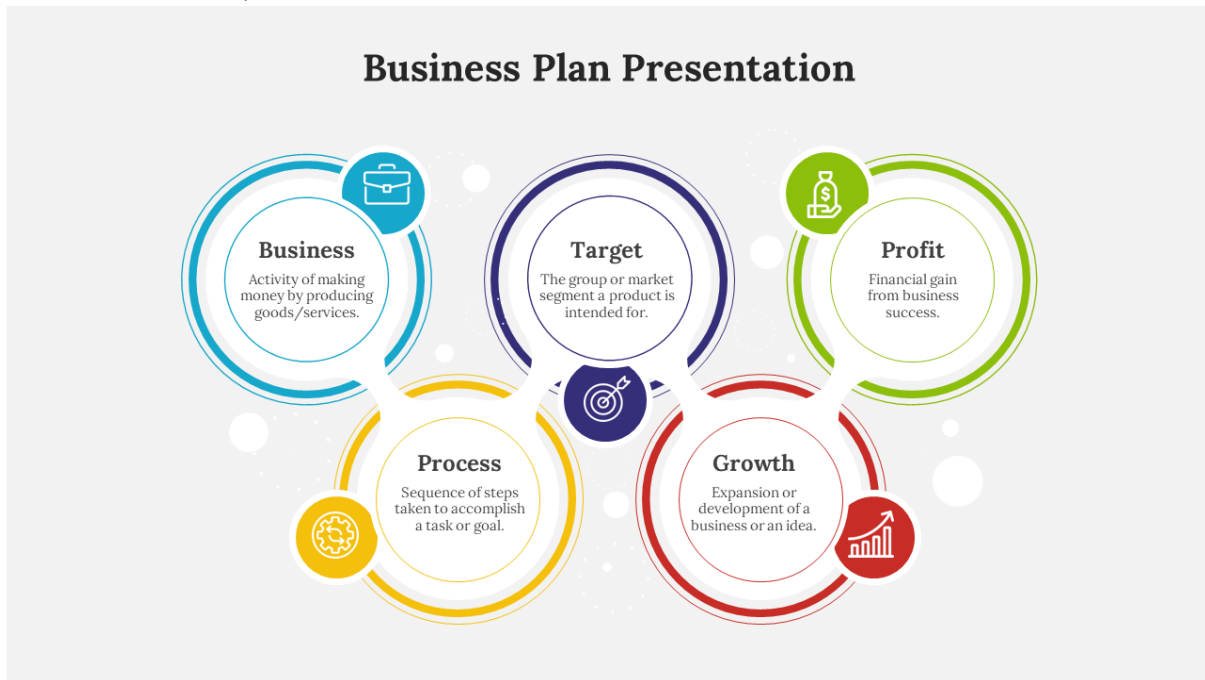 Business Plan Presentation
Business
Activity of making
money by producing
goods/services.
Process
Sequence of steps
taken to accomplish
a task or goal.
Target
The group or market
segment a product is
intended for.
Growth
Expansion or
development of a
business or an idea.
Profit
Financial gain
from business
success.
$